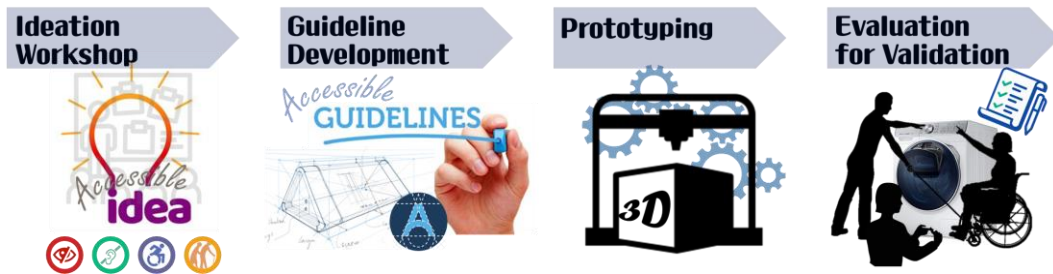 Ideation
Workshop
Guideline
Development
Prototyping
Evaluation
for Validation
Accessible
idea
Accessible
GUIDELINES
A
3D